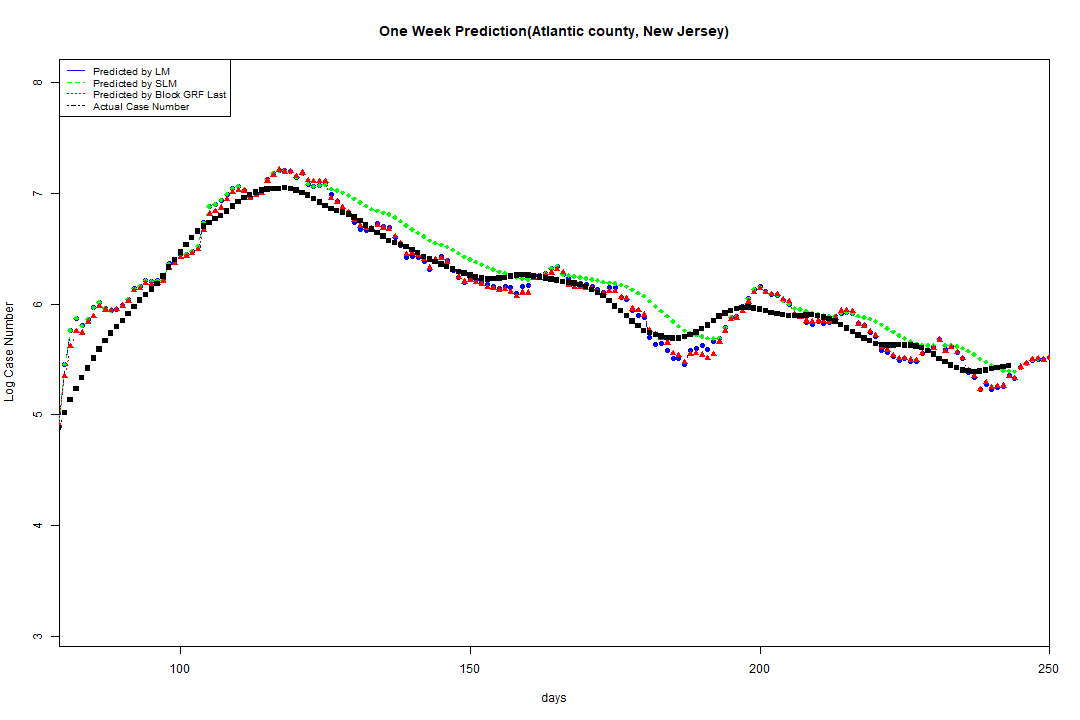 One Week Prediction(Atlantic county, New Jersey)
Predicted by LM
Predicted by SLM
Predicted by Block GRF Last
Actual Case Number
8
7
6
5
4
3
Log Case Number
100 150 200 250
days